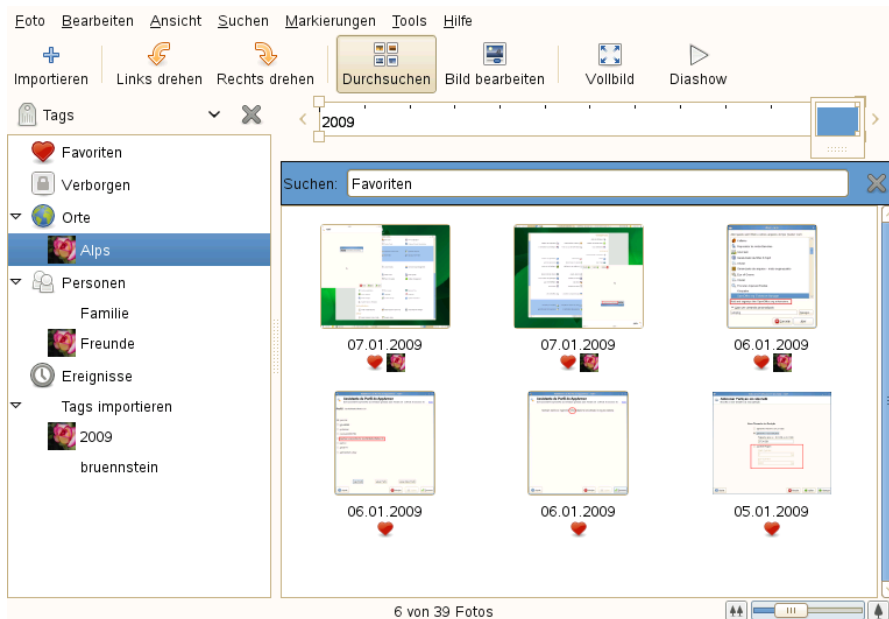 Foto Bearbeiten Ansicht Suchen Markierungen Tools Hilfe
Importieren Links drehen Rechts drehen Durchsuchen Bild bearbeiten Vollbild Diashow
Tags
2009
Favoriten
Verborgen
Orte
Alps
Personen
Familie
Freunde
Ereignisse
Tags importieren
2009
bruennstein
Suchen: Favoriten
07.01.2009 07.01.2009 06.01.2009
06.01.2009 06.01.2009 05.01.2009
6 von 39 Fotos